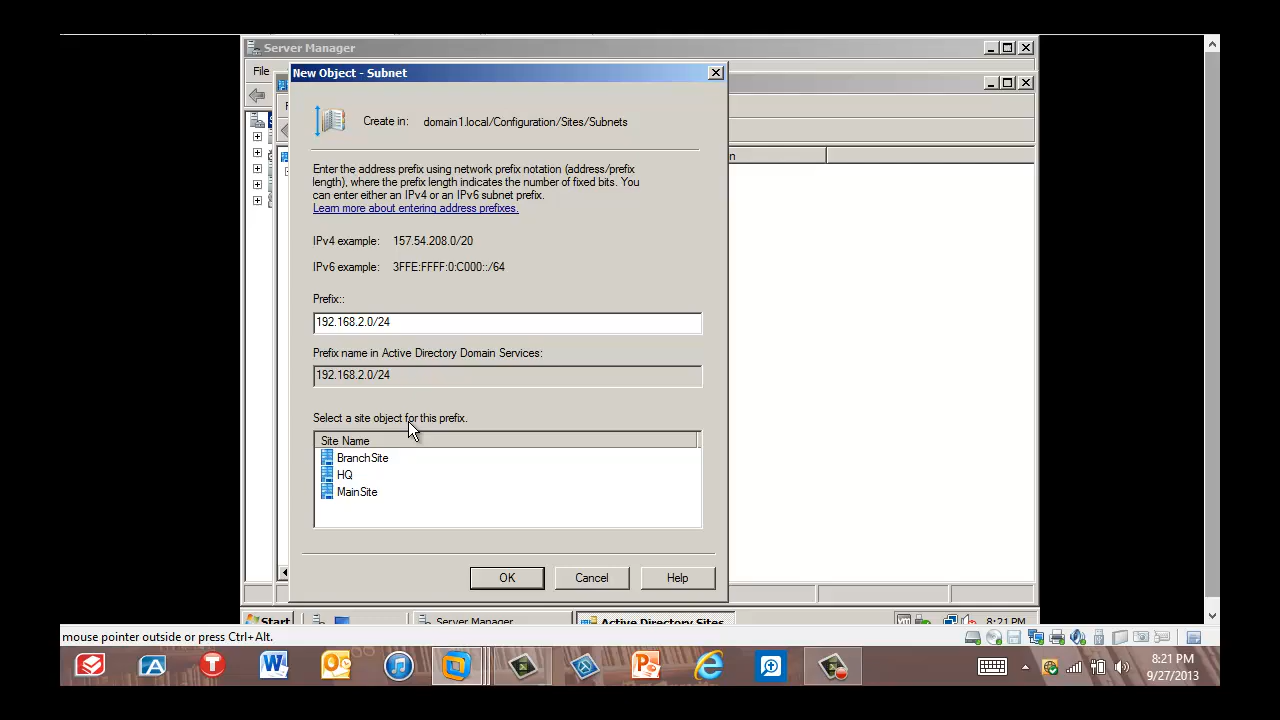 Server Manager
File
New Object - Subnet
Create in: domain1.local/Configuration/Sites/Subnets
Enter the address prefix using network prefix notation (address/prefix
length), where the prefix length indicates the number of fixed bits. You
can enter either an IPv4 or an IPv6 subnet prefix.
Learn more about entering address prefixes.
IPv4 example: 157.54.208.0/20
IPv6 example: 3FFE:FFFF:0:C000::/64
Prefix::
192.168.2.0/24
Prefix name in Active Directory Domain Services:
192.168.2.0/24
Select a site object for this prefix.
Site Name
BranchSite
HQ
MainSite
OK Cancel Help
Start Server Manager Active Directory Sites 8:21 PM
mouse pointer outside or press Ctrl+Alt.
8:21 PM
9/27/2013